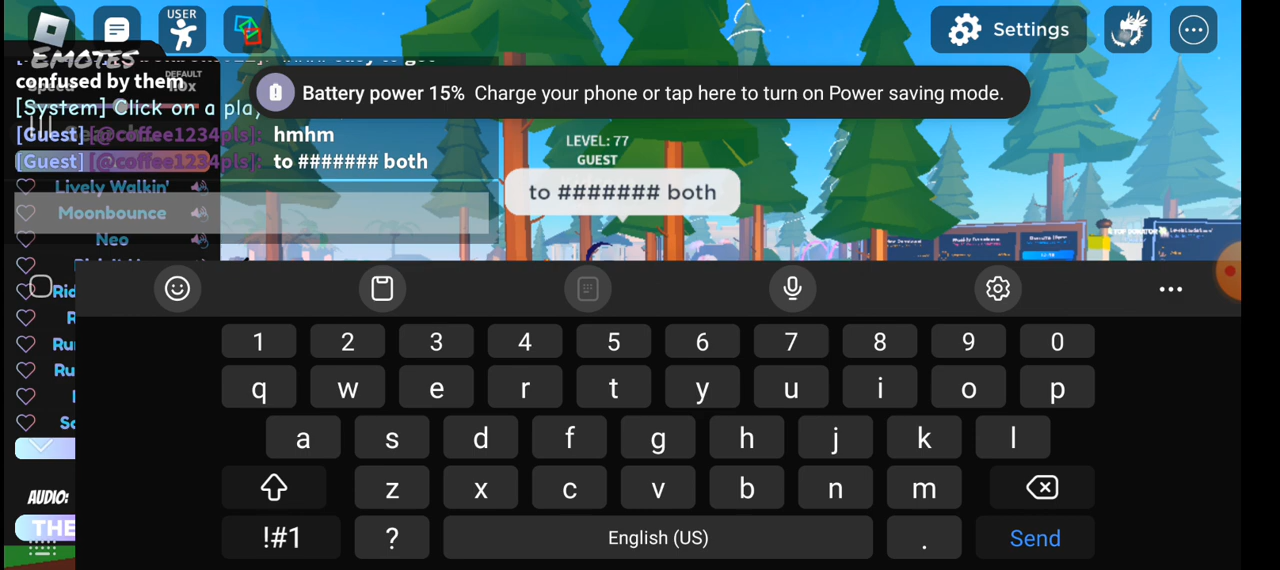 USER
EMOTES
Settings
confused by them
DEFAULT
[System] Click on a pla
Battery power 15% Charge your phone or tap here to turn on Power saving mode.
[Guest] [@coffee1234pls]: hmhm
[Guest] [@coffee1234pls]: to ####### both
LEVEL: 77
GUEST
to ####### both
Lively Walkin'
Moonbounce
Neo
1 2 3 4 5 6 7 8 9 0
q w e r t y u i o p
a s d f g h j k l
z x c v b n m
!#1 ? English (US) . Send
AUDIO:
THE